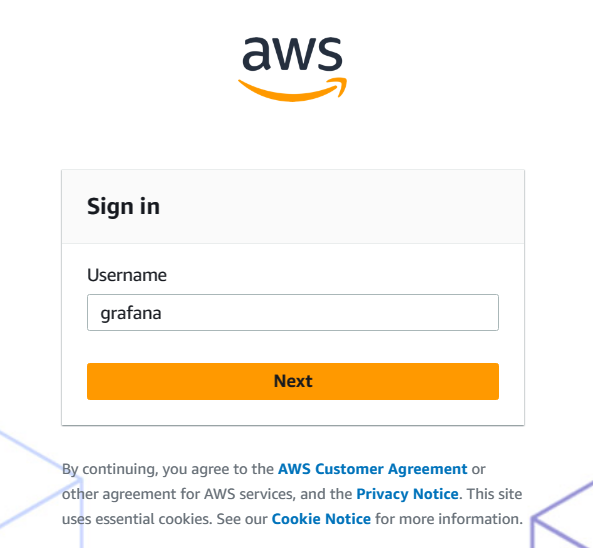 aws
Sign in
Username
grafana
Next
By continuing, you agree to the AWS Customer Agreement or
other agreement for AWS services, and the Privacy Notice. This site
uses essential cookies. See our Cookie Notice for more information.